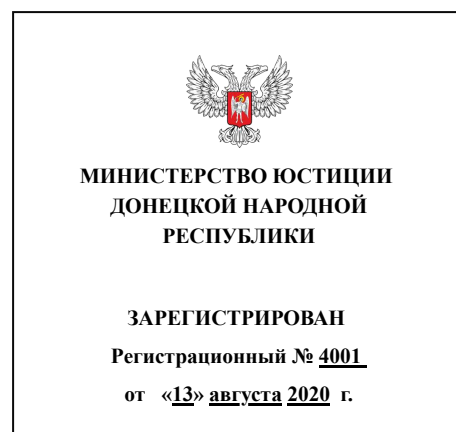 МИНИСТЕРСТВО ЮСТИЦИИ
ДОНЕЦКОЙ НАРОДНОЙ
РЕСПУБЛИКИ
ЗАРЕГИСТРИРОВАН
Регистрационный № 4001
от «13» августа 2020 г.